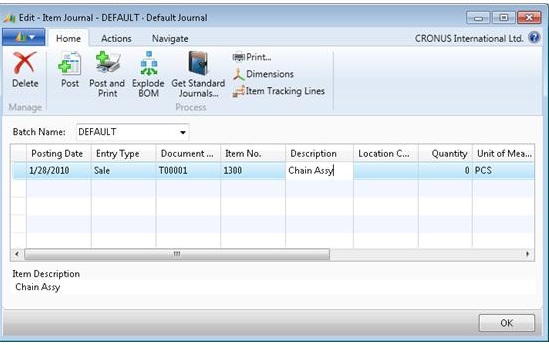 Edit - Item Journal - DEFAULT - Default Journal
Home Actions Navigate CRONUS International Ltd.
Delete Post Post and Print Explode BOM Get Standard Journals... Print...
Dimensions
Item Tracking Lines
Manage Process
Batch Name: DEFAULT
Posting Date Entry Type Document ... Item No. Description Location C... Quantity Unit of Mea...
1/28/2010 Sale T00001 1300 Chain Assy 0 PCS
Item Description
Chain Assy
OK